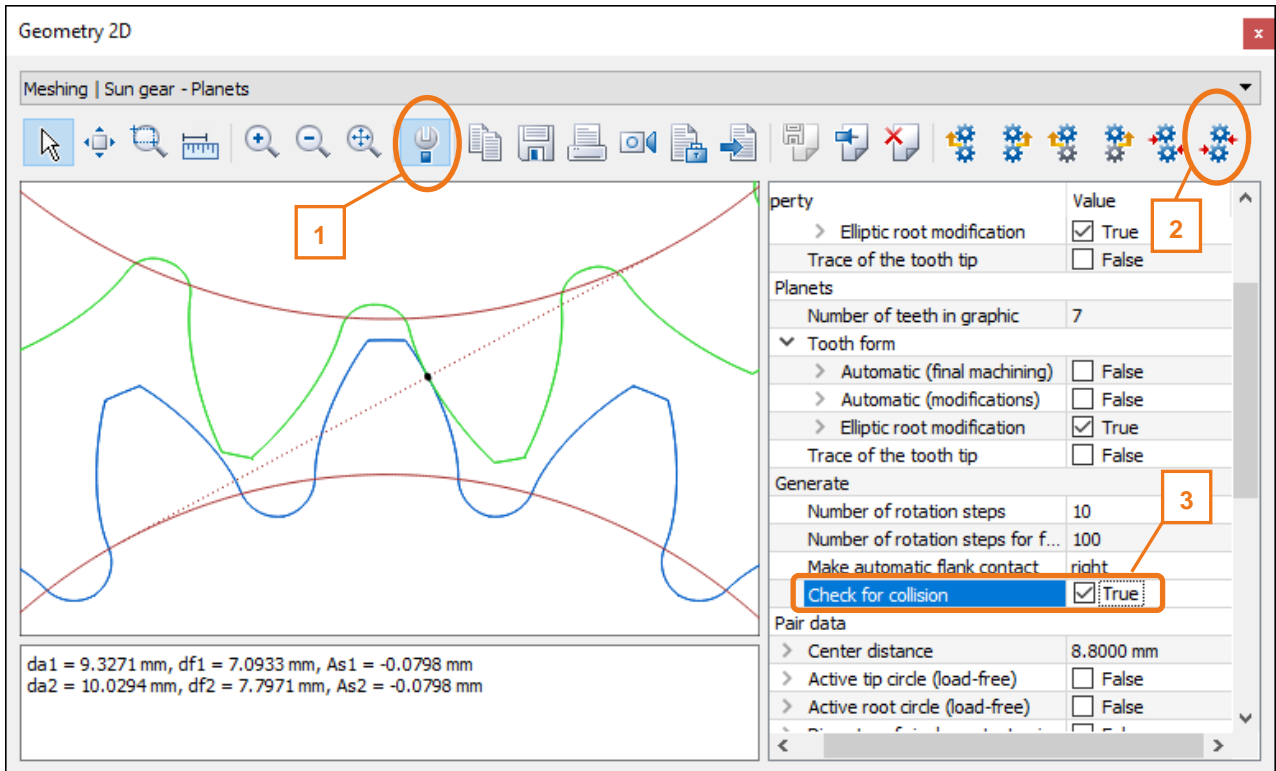 Geometry 2D
x
Meshing | Sun gear - Planets
1
2
3
perty Value
Elliptic root modification True
Trace of the tooth tip False
Planets
Number of teeth in graphic 7
Tooth form
Automatic (final machining) False
Automatic (modifications) False
Elliptic root modification True
Trace of the tooth tip False
Generate
Number of rotation steps 10
Number of rotation steps for f... 100
Make automatic flank contact right
Check for collision True
Pair data
Center distance 8.8000 mm
Active tip circle (load-free) False
Active root circle (load-free) False
da1 = 9.3271 mm, df1 = 7.0933 mm, As1 = -0.0798 mm
da2 = 10.0294 mm, df2 = 7.7971 mm, As2 = -0.0798 mm